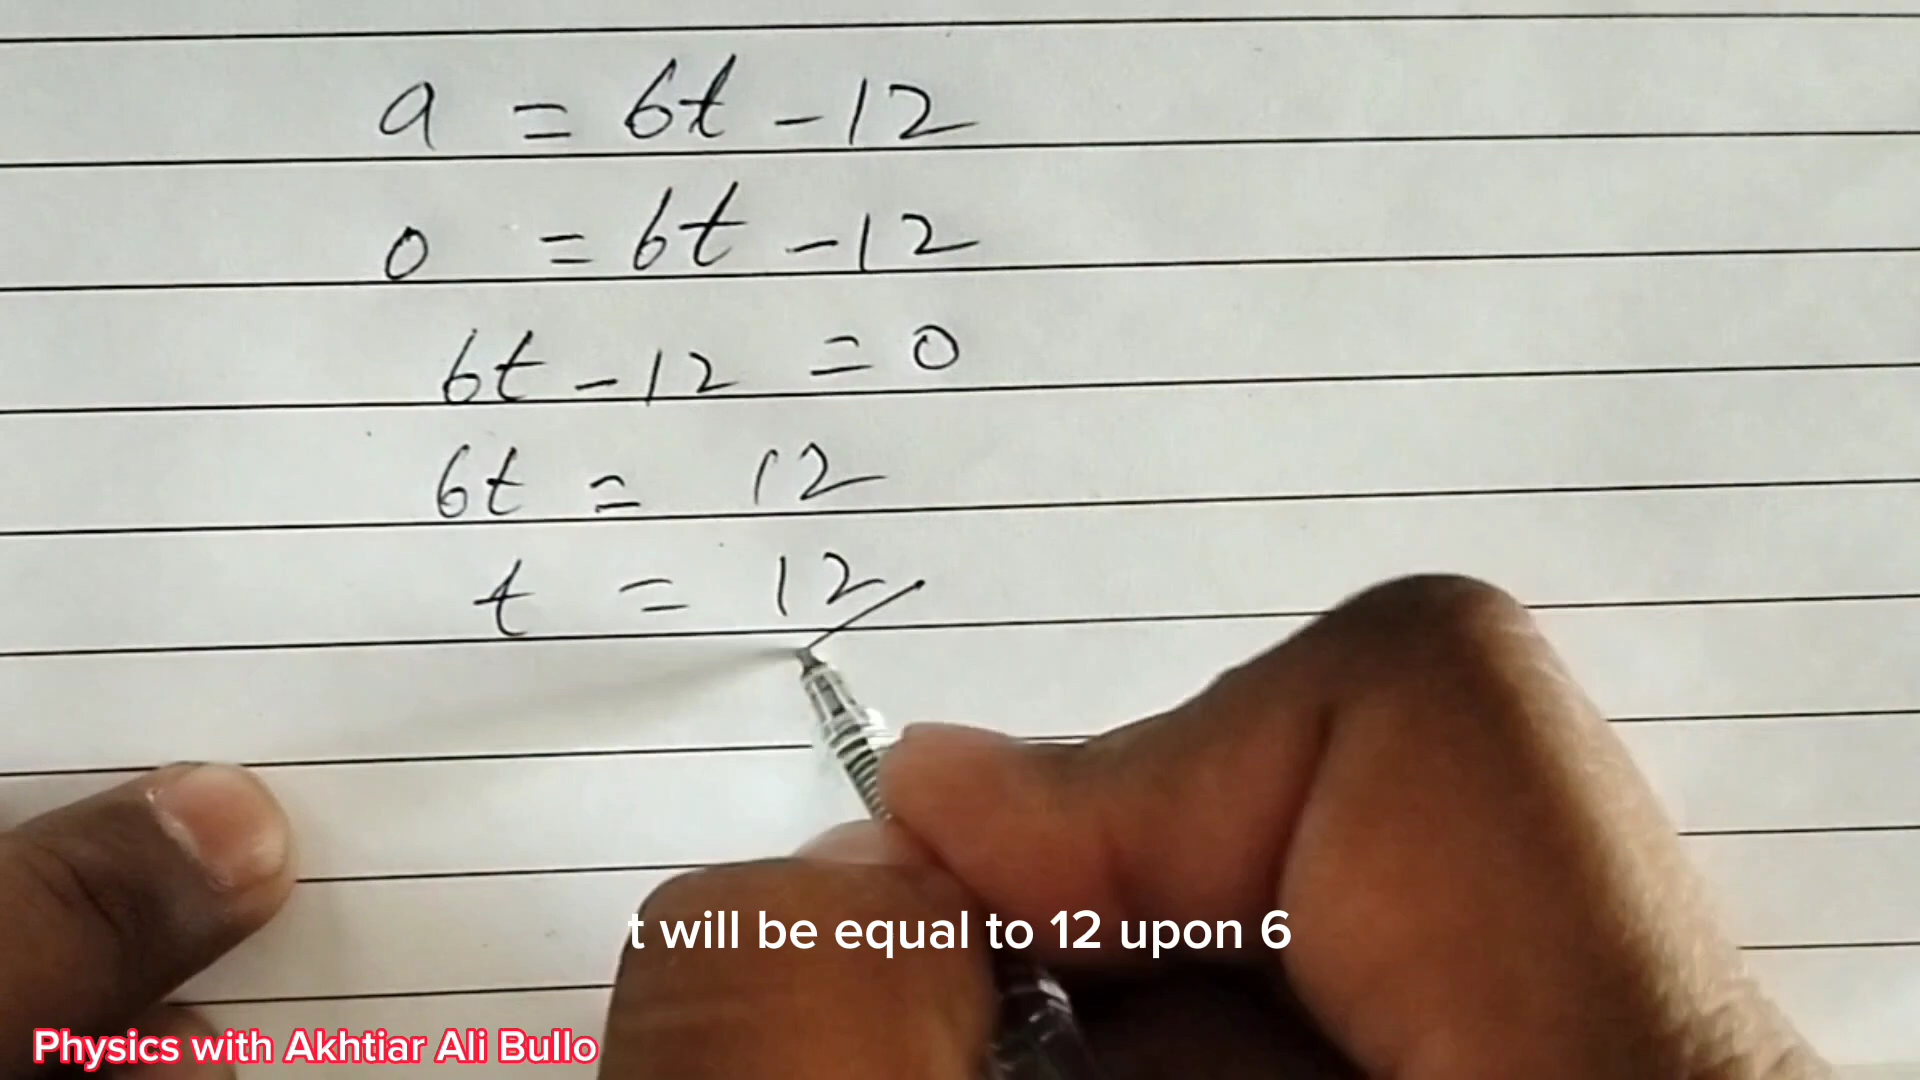 a = 6t - 12
0 = 6t - 12
6t - 12 = 0
6t = 12
t = 12/
t will be equal to 12 upon 6
Physics with Akhtiar Ali Bullo